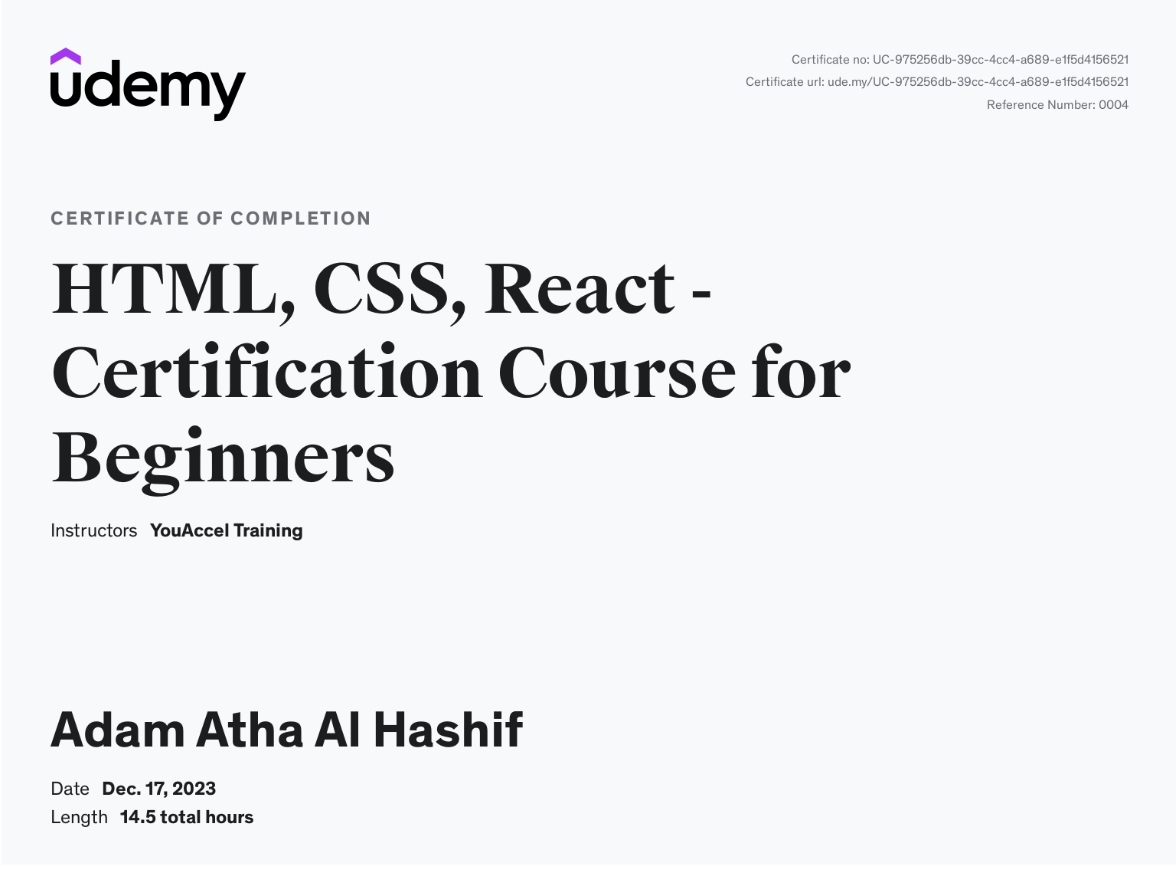 udemy
Certificate no: UC-975256db-39cc-4cc4-a689-e1f5d4156521
Certificate url: ude.my/UC-975256db-39cc-4cc4-a689-e1f5d4156521
Reference Number: 0004
CERTIFICATE OF COMPLETION
HTML, CSS, React -
Certification Course for
Beginners
Instructors YouAccel Training
Adam Atha Al Hashif
Date Dec. 17, 2023
Length 14.5 total hours